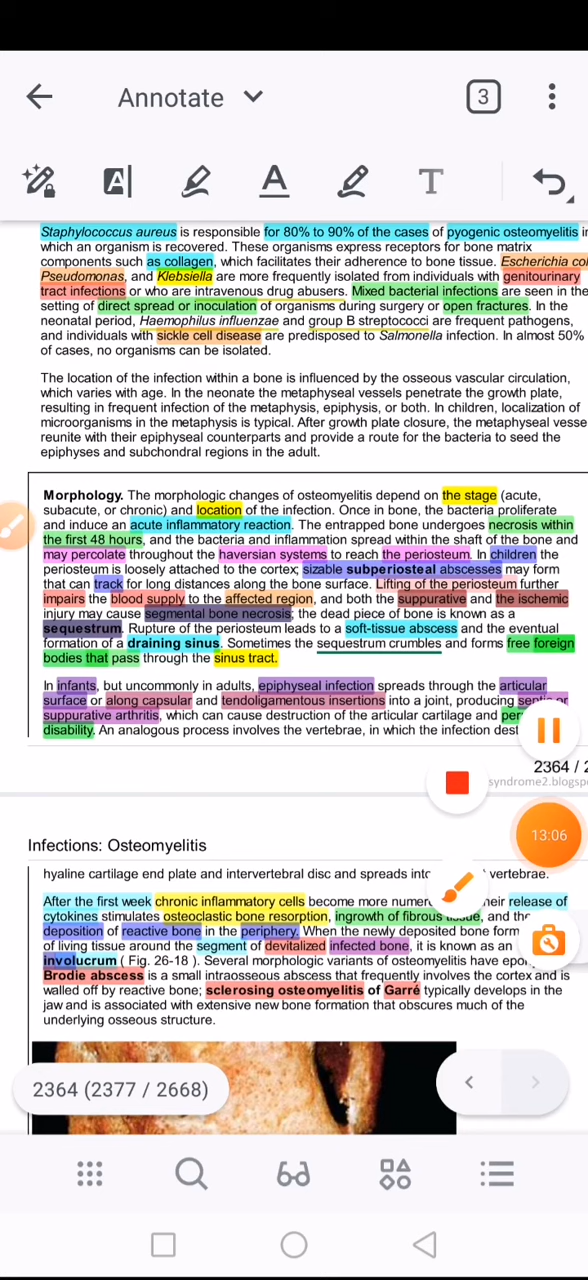 Annotate
3
A
A
T
Staphylococcus aureus is responsible for 80% to 90% of the cases of pyogenic osteomyelitis in
which an organism is recovered. These organisms express receptors for bone matrix
components such as collagen, which facilitates their adherence to bone tissue. Escherichia col
Pseudomonas, and Klebsiella are more frequently isolated from individuals with genitourinary
tract infections or who are intravenous drug abusers. Mixed bacterial infections are seen in the
setting of direct spread or inoculation of organisms during surgery or open fractures. In the
neonatal period, Haemophilus influenzae and group B streptococci are frequent pathogens,
and individuals with sickle cell disease are predisposed to Salmonella infection. In almost 50%
of cases, no organisms can be isolated.
The location of the infection within a bone is influenced by the osseous vascular circulation,
which varies with age. In the neonate the metaphyseal vessels penetrate the growth plate,
resulting in frequent infection of the metaphysis, epiphysis, or both. In children, localization of
microorganisms in the metaphysis is typical. After growth plate closure, the metaphyseal vesse
reunite with their epiphyseal counterparts and provide a route for the bacteria to seed the
epiphyses and subchondral regions in the adult.
Morphology. The morphologic changes of osteomyelitis depend on the stage (acute,
subacute, or chronic) and location of the infection. Once in bone, the bacteria proliferate
and induce an acute inflammatory reaction. The entrapped bone undergoes necrosis within
the first 48 hours, and the bacteria and inflammation spread within the shaft of the bone and
may percolate throughout the haversian systems to reach the periosteum. In children the
periosteum is loosely attached to the cortex; sizable subperiosteal abscesses may form
that can track for long distances along the bone surface. Lifting of the periosteum further
impairs the blood supply to the affected region, and both the suppurative and the ischemic
injury may cause segmental bone necrosis; the dead piece of bone is known as a
sequestrum. Rupture of the periosteum leads to a soft-tissue abscess and the eventual
formation of a draining sinus. Sometimes the sequestrum crumbles and forms free foreign
bodies that pass through the sinus tract.
In infants, but uncommonly in adults, epiphyseal infection spreads through the articular
surface or along capsular and tendoligamentous insertions into a joint, producing septic or
suppurative arthritis, which can cause destruction of the articular cartilage and per
disability. An analogous process involves the vertebrae, in which the infection dest
2364 / 2
syndrome2.blogsp
13:06
Infections: Osteomyelitis
hyaline cartilage end plate and intervertebral disc and spreads into vertebrae.
After the first week chronic inflammatory cells become more numer heir release of
cytokines stimulates osteoclastic bone resorption, ingrowth of fibrous tissue, and the
deposition of reactive bone in the periphery. When the newly deposited bone form
of living tissue around the segment of devitalized infected bone, it is known as an
involucrum ( Fig. 26-18 ). Several morphologic variants of osteomyelitis have epo
Brodie abscess is a small intraosseous abscess that frequently involves the cortex and is
walled off by reactive bone; sclerosing osteomyelitis of Garré typically develops in the
jaw and is associated with extensive new bone formation that obscures much of the
underlying osseous structure.
2364 (2377 / 2668)